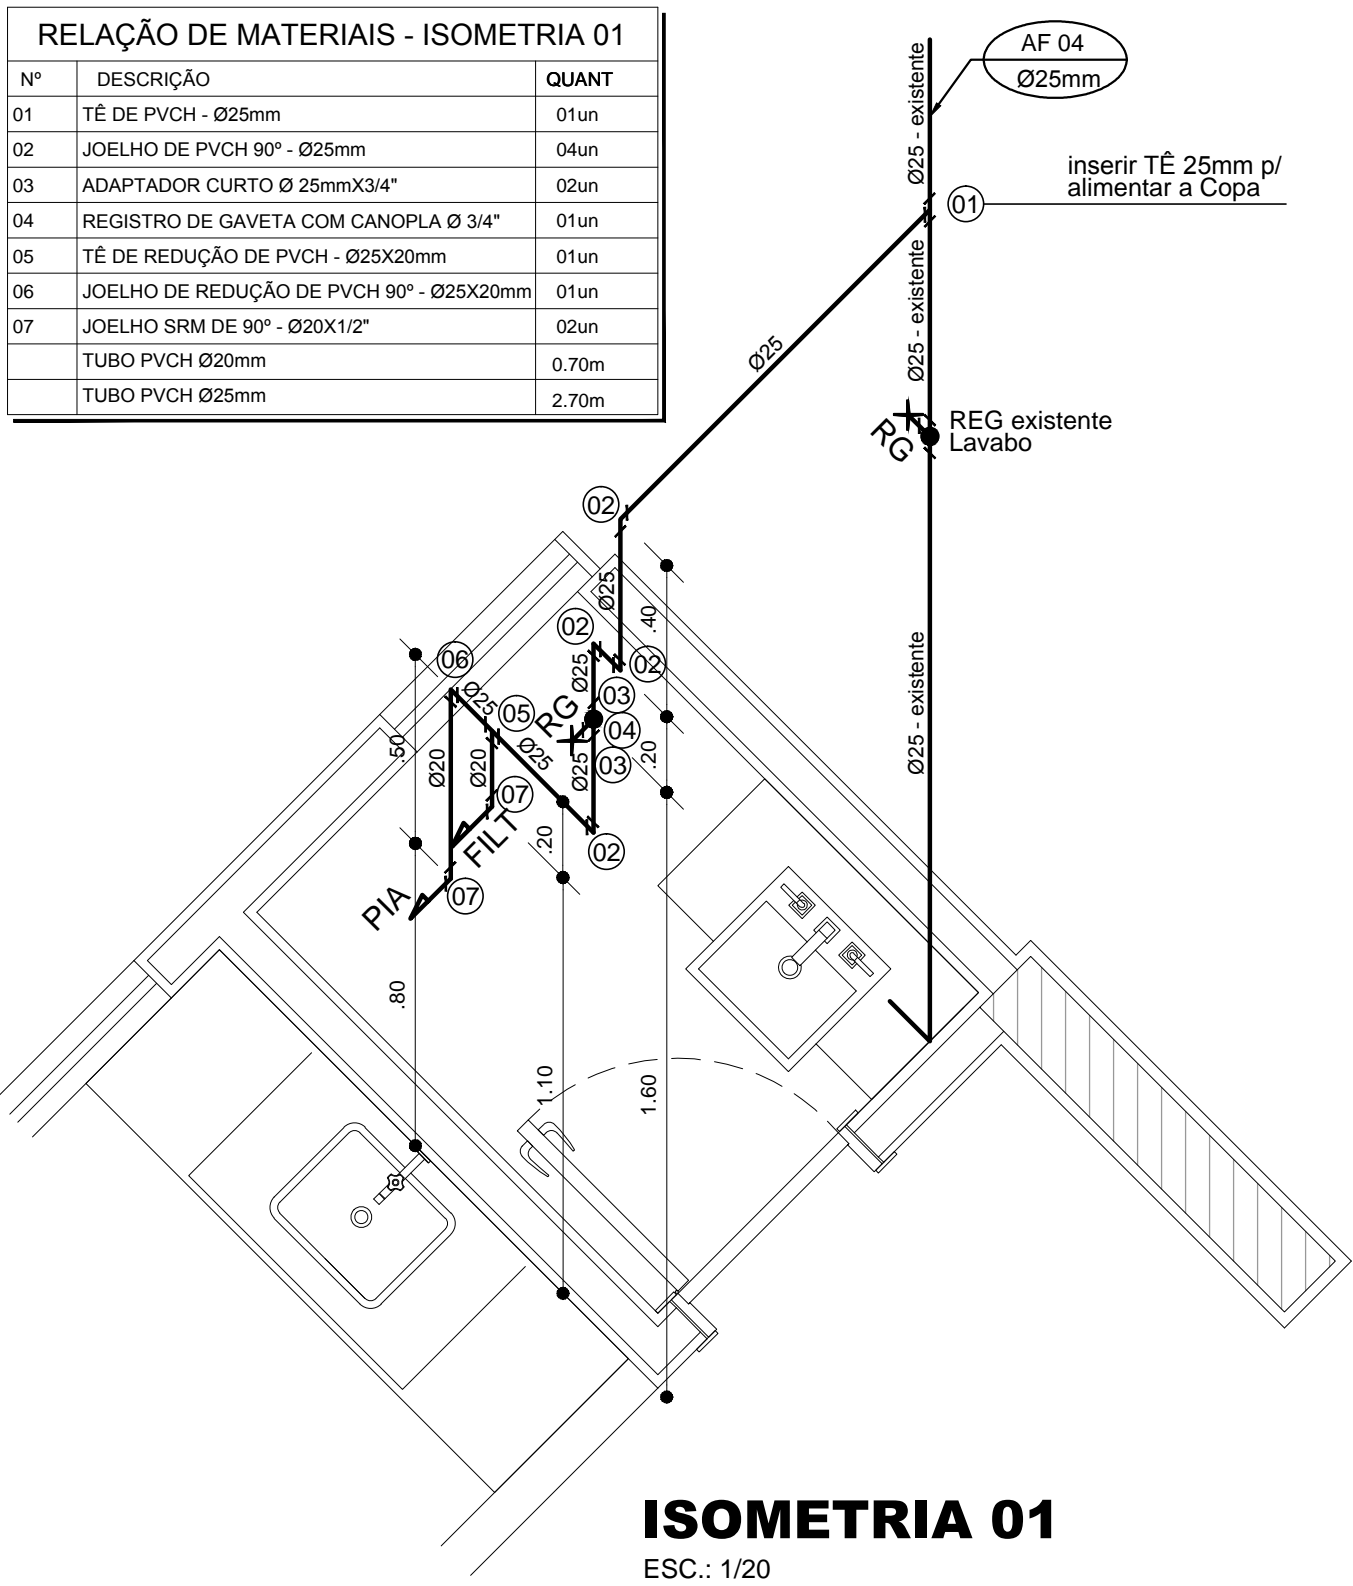 RELAÇÃO DE MATERIAIS - ISOMETRIA 01
Nº DESCRIÇÃO QUANT
01 TÊ DE PVCH - Ø25mm 01un
02 JOELHO DE PVCH 90º - Ø25mm 04un
03 ADAPTADOR CURTO Ø 25mmX3/4" 02un
04 REGISTRO DE GAVETA COM CANOPLA Ø 3/4" 01un
05 TÊ DE REDUÇÃO DE PVCH - Ø25X20mm 01un
06 JOELHO DE REDUÇÃO DE PVCH 90º - Ø25X20mm 01un
07 JOELHO SRM DE 90º - Ø20X1/2" 02un
TUBO PVCH Ø20mm 0.70m
TUBO PVCH Ø25mm 2.70m
AF 04
Ø25mm
Ø25 - existente
inserir TÊ 25mm p/
alimentar a Copa
01
Ø25 - existente
Ø25
REG existente
Lavabo
RG
02
Ø25
.40
02
02
Ø25
06
Ø25
05
03
RG
04
Ø25
03
Ø25
.20
.50
Ø20
Ø20
07
FILT
.20
02
PIA
07
Ø25 - existente
.80
1.10
1.60
ISOMETRIA 01
ESC.: 1/20